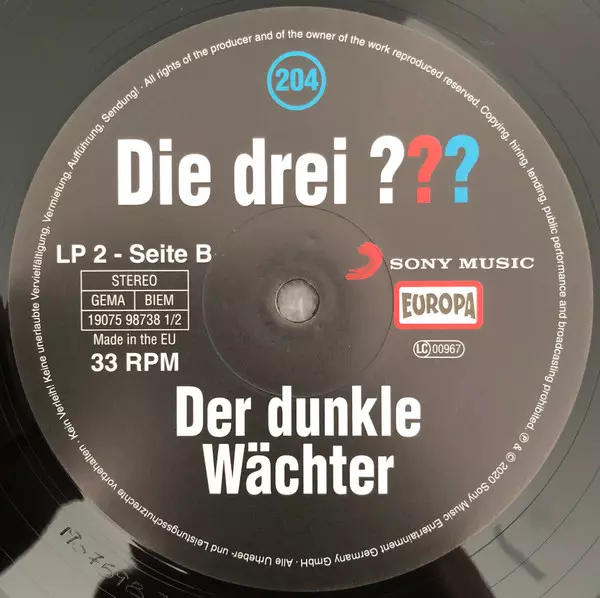 204
Die drei ???
LP 2 - Seite B
STEREO
GEMA BIEM
19075 98738 1/2
Made in the EU
33 RPM
SONY MUSIC
EUROPA
LC 00967
Der dunkle
Wächter
· All rights of the producer and of the owner of the work reproduced reserved. Copying, hiring, lending, public performance and broadcasting prohibited. ℗ & © 2020 Sony Music Entertainment Germany GmbH · Alle Urheber- und Leistungsschutzrechte vorbehalten · Kein Verleih! Keine unerlaubte Vervielfältigung, Vermietung, Aufführung, Sendung!